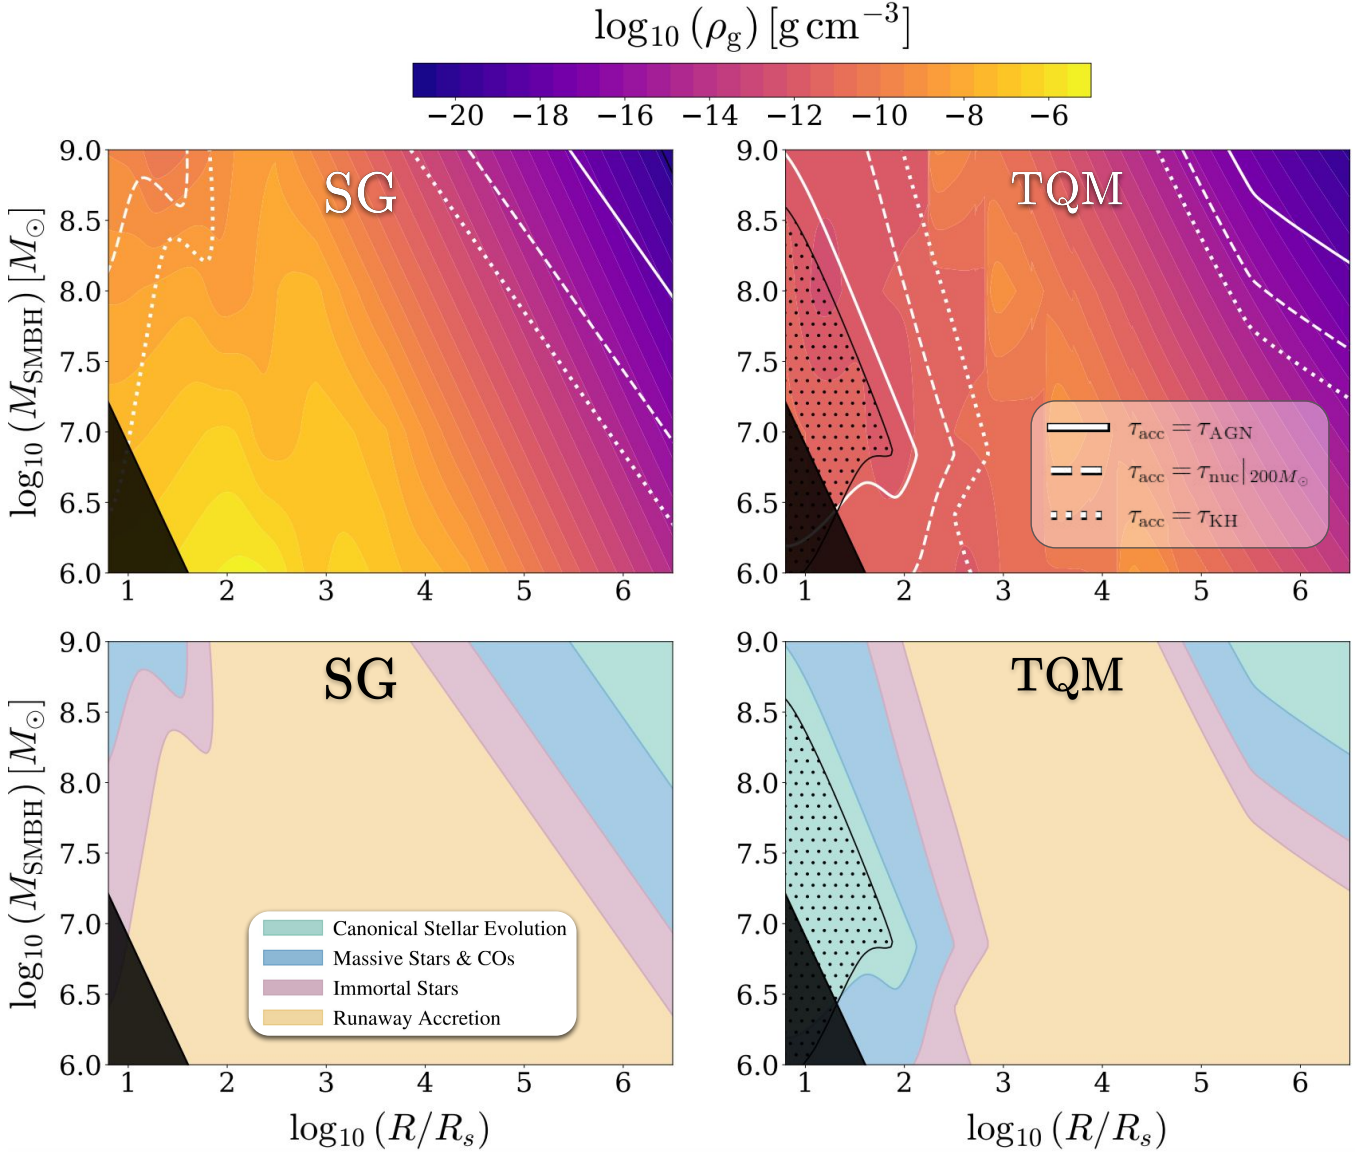 log₁₀ (ρg) [g cm⁻³]
−20 −18 −16 −14 −12 −10 −8 −6
log₁₀ (M_SMBH) [M⊙]
9.0
8.5
8.0
7.5
7.0
6.5
6.0
SG
1 2 3 4 5 6
9.0
8.5
8.0
7.5
7.0
6.5
6.0
TQM
τacc = τAGN
τacc = τnuc|200M⊙
τacc = τKH
1 2 3 4 5 6
log₁₀ (M_SMBH) [M⊙]
9.0
8.5
8.0
7.5
7.0
6.5
6.0
SG
Canonical Stellar Evolution
Massive Stars & COs
Immortal Stars
Runaway Accretion
1 2 3 4 5 6
log₁₀ (R/Rs)
9.0
8.5
8.0
7.5
7.0
6.5
6.0
TQM
1 2 3 4 5 6
log₁₀ (R/Rs)